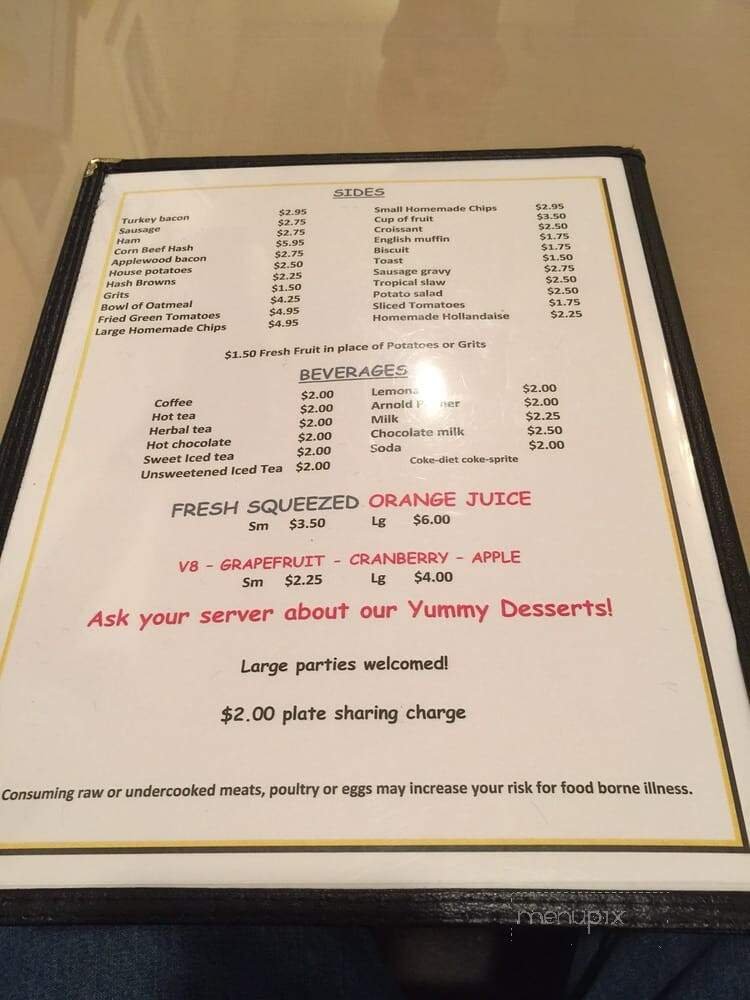 SIDES
Turkey bacon $2.95
Sausage $2.75
Ham $2.75
Corn Beef Hash $5.95
Applewood bacon $2.75
House potatoes $2.50
Hash Browns $2.25
Grits $1.50
Bowl of Oatmeal $4.25
Fried Green Tomatoes $4.95
Large Homemade Chips $4.95
Small Homemade Chips $2.95
Cup of fruit $3.50
Croissant $2.50
English muffin $1.75
Biscuit $1.75
Toast $1.50
Sausage gravy $2.75
Tropical slaw $2.50
Potato salad $2.50
Sliced Tomatoes $1.75
Homemade Hollandaise $2.25
$1.50 Fresh Fruit in place of Potatoes or Grits
BEVERAGES
Coffee $2.00
Hot tea $2.00
Herbal tea $2.00
Hot chocolate $2.00
Sweet Iced tea $2.00
Unsweetened Iced Tea $2.00
$2.00
Arnold $2.00
Milk $2.25
Chocolate milk $2.50
Soda $2.00
Coke-diet coke-sprite
FRESH SQUEEZED ORANGE JUICE
Sm $3.50 Lg $6.00
V8 - GRAPEFRUIT - CRANBERRY - APPLE
Sm $2.25 Lg $4.00
Ask your server about our Yummy Desserts!
Large parties welcomed!
$2.00 plate sharing charge
Consuming raw or undercooked meats, poultry or eggs may increase your risk for food borne illness.
menupix